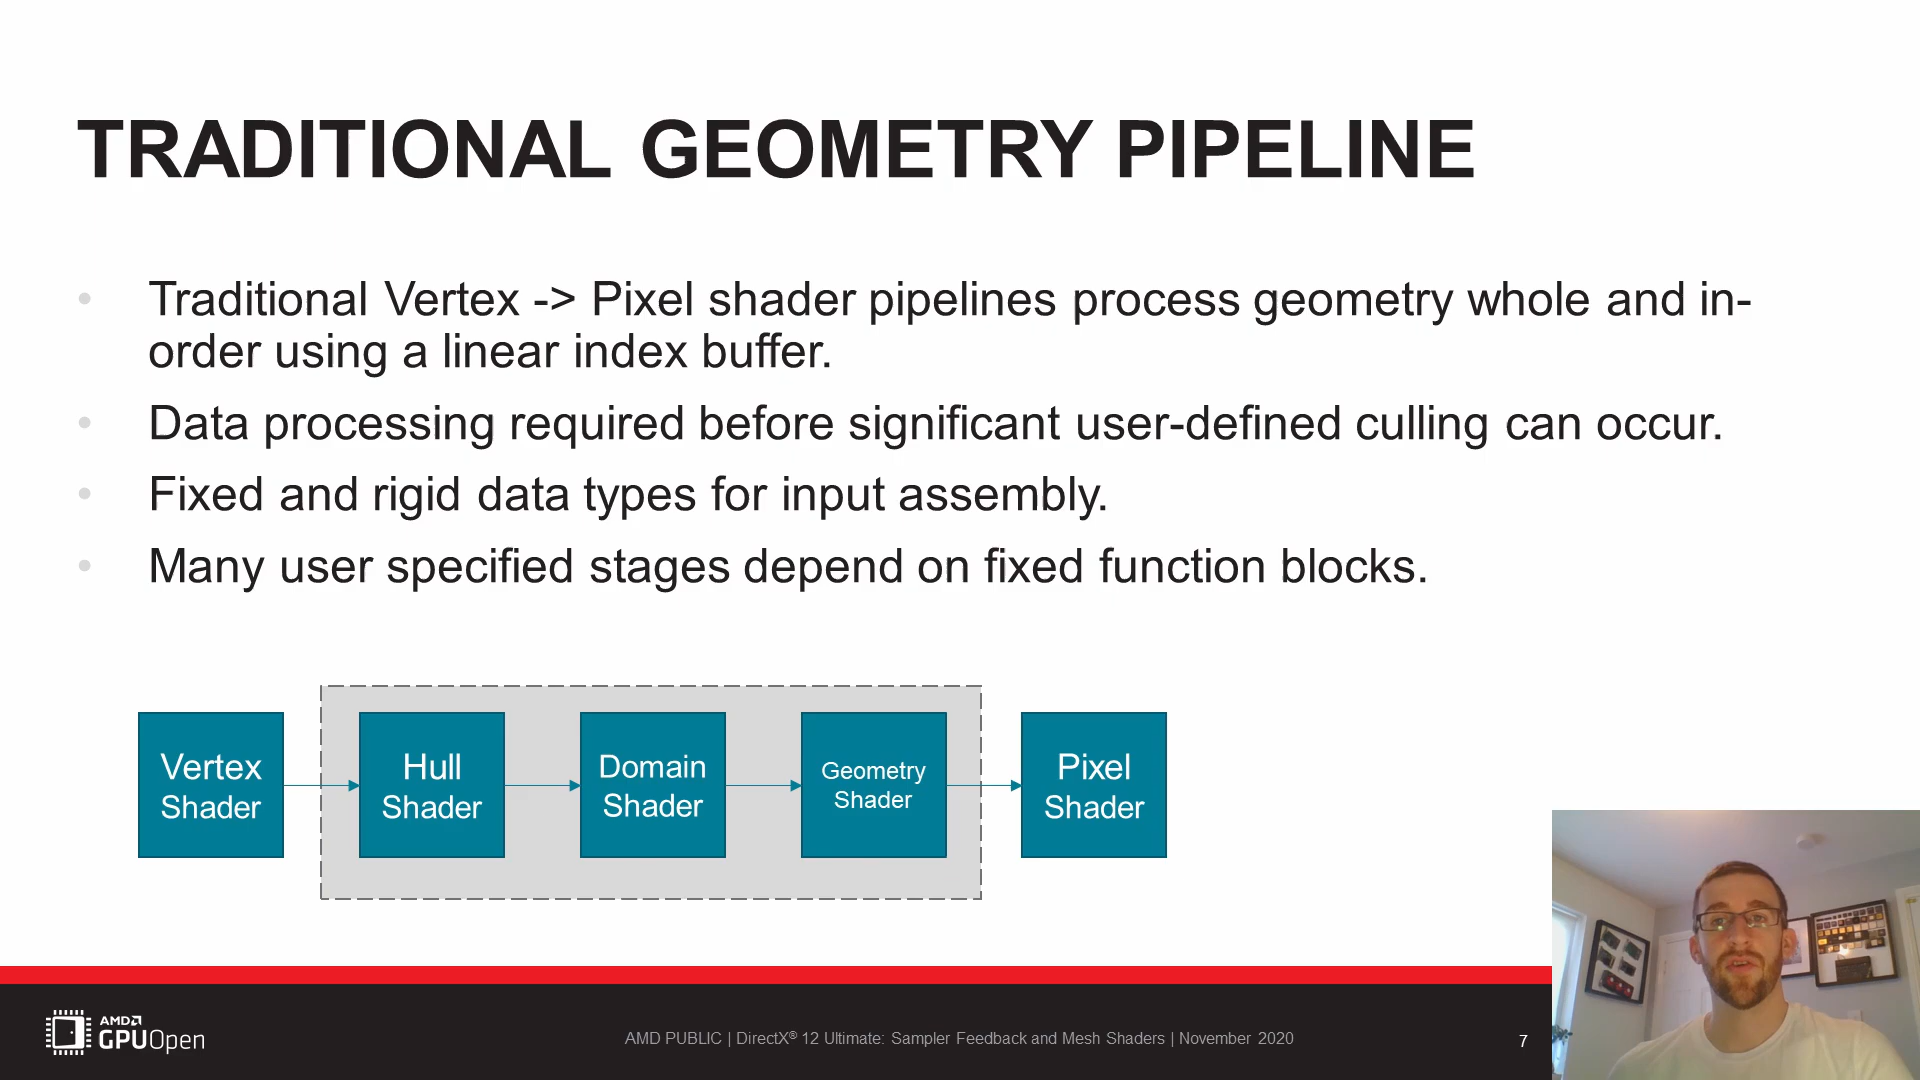 TRADITIONAL GEOMETRY PIPELINE
• Traditional Vertex -> Pixel shader pipelines process geometry whole and in-
order using a linear index buffer.
• Data processing required before significant user-defined culling can occur.
• Fixed and rigid data types for input assembly.
• Many user specified stages depend on fixed function blocks.
Vertex
Shader
Hull
Shader
Domain
Shader
Geometry
Shader
Pixel
Shader
AMD
GPUOpen
AMD PUBLIC | DirectX® 12 Ultimate: Sampler Feedback and Mesh Shaders | November 2020
7